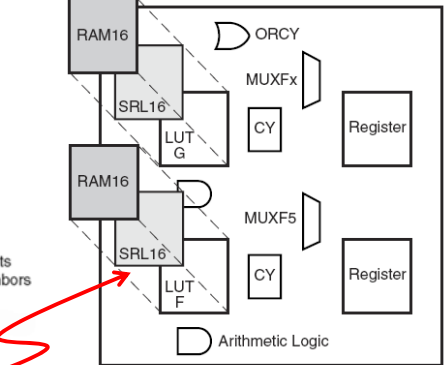 RAM16
ORCY
MUXFx
SRL16
LUT
G
CY
Register
RAM16
MUXF5
SRL16
LUT
F
CY
Register
Arithmetic Logic